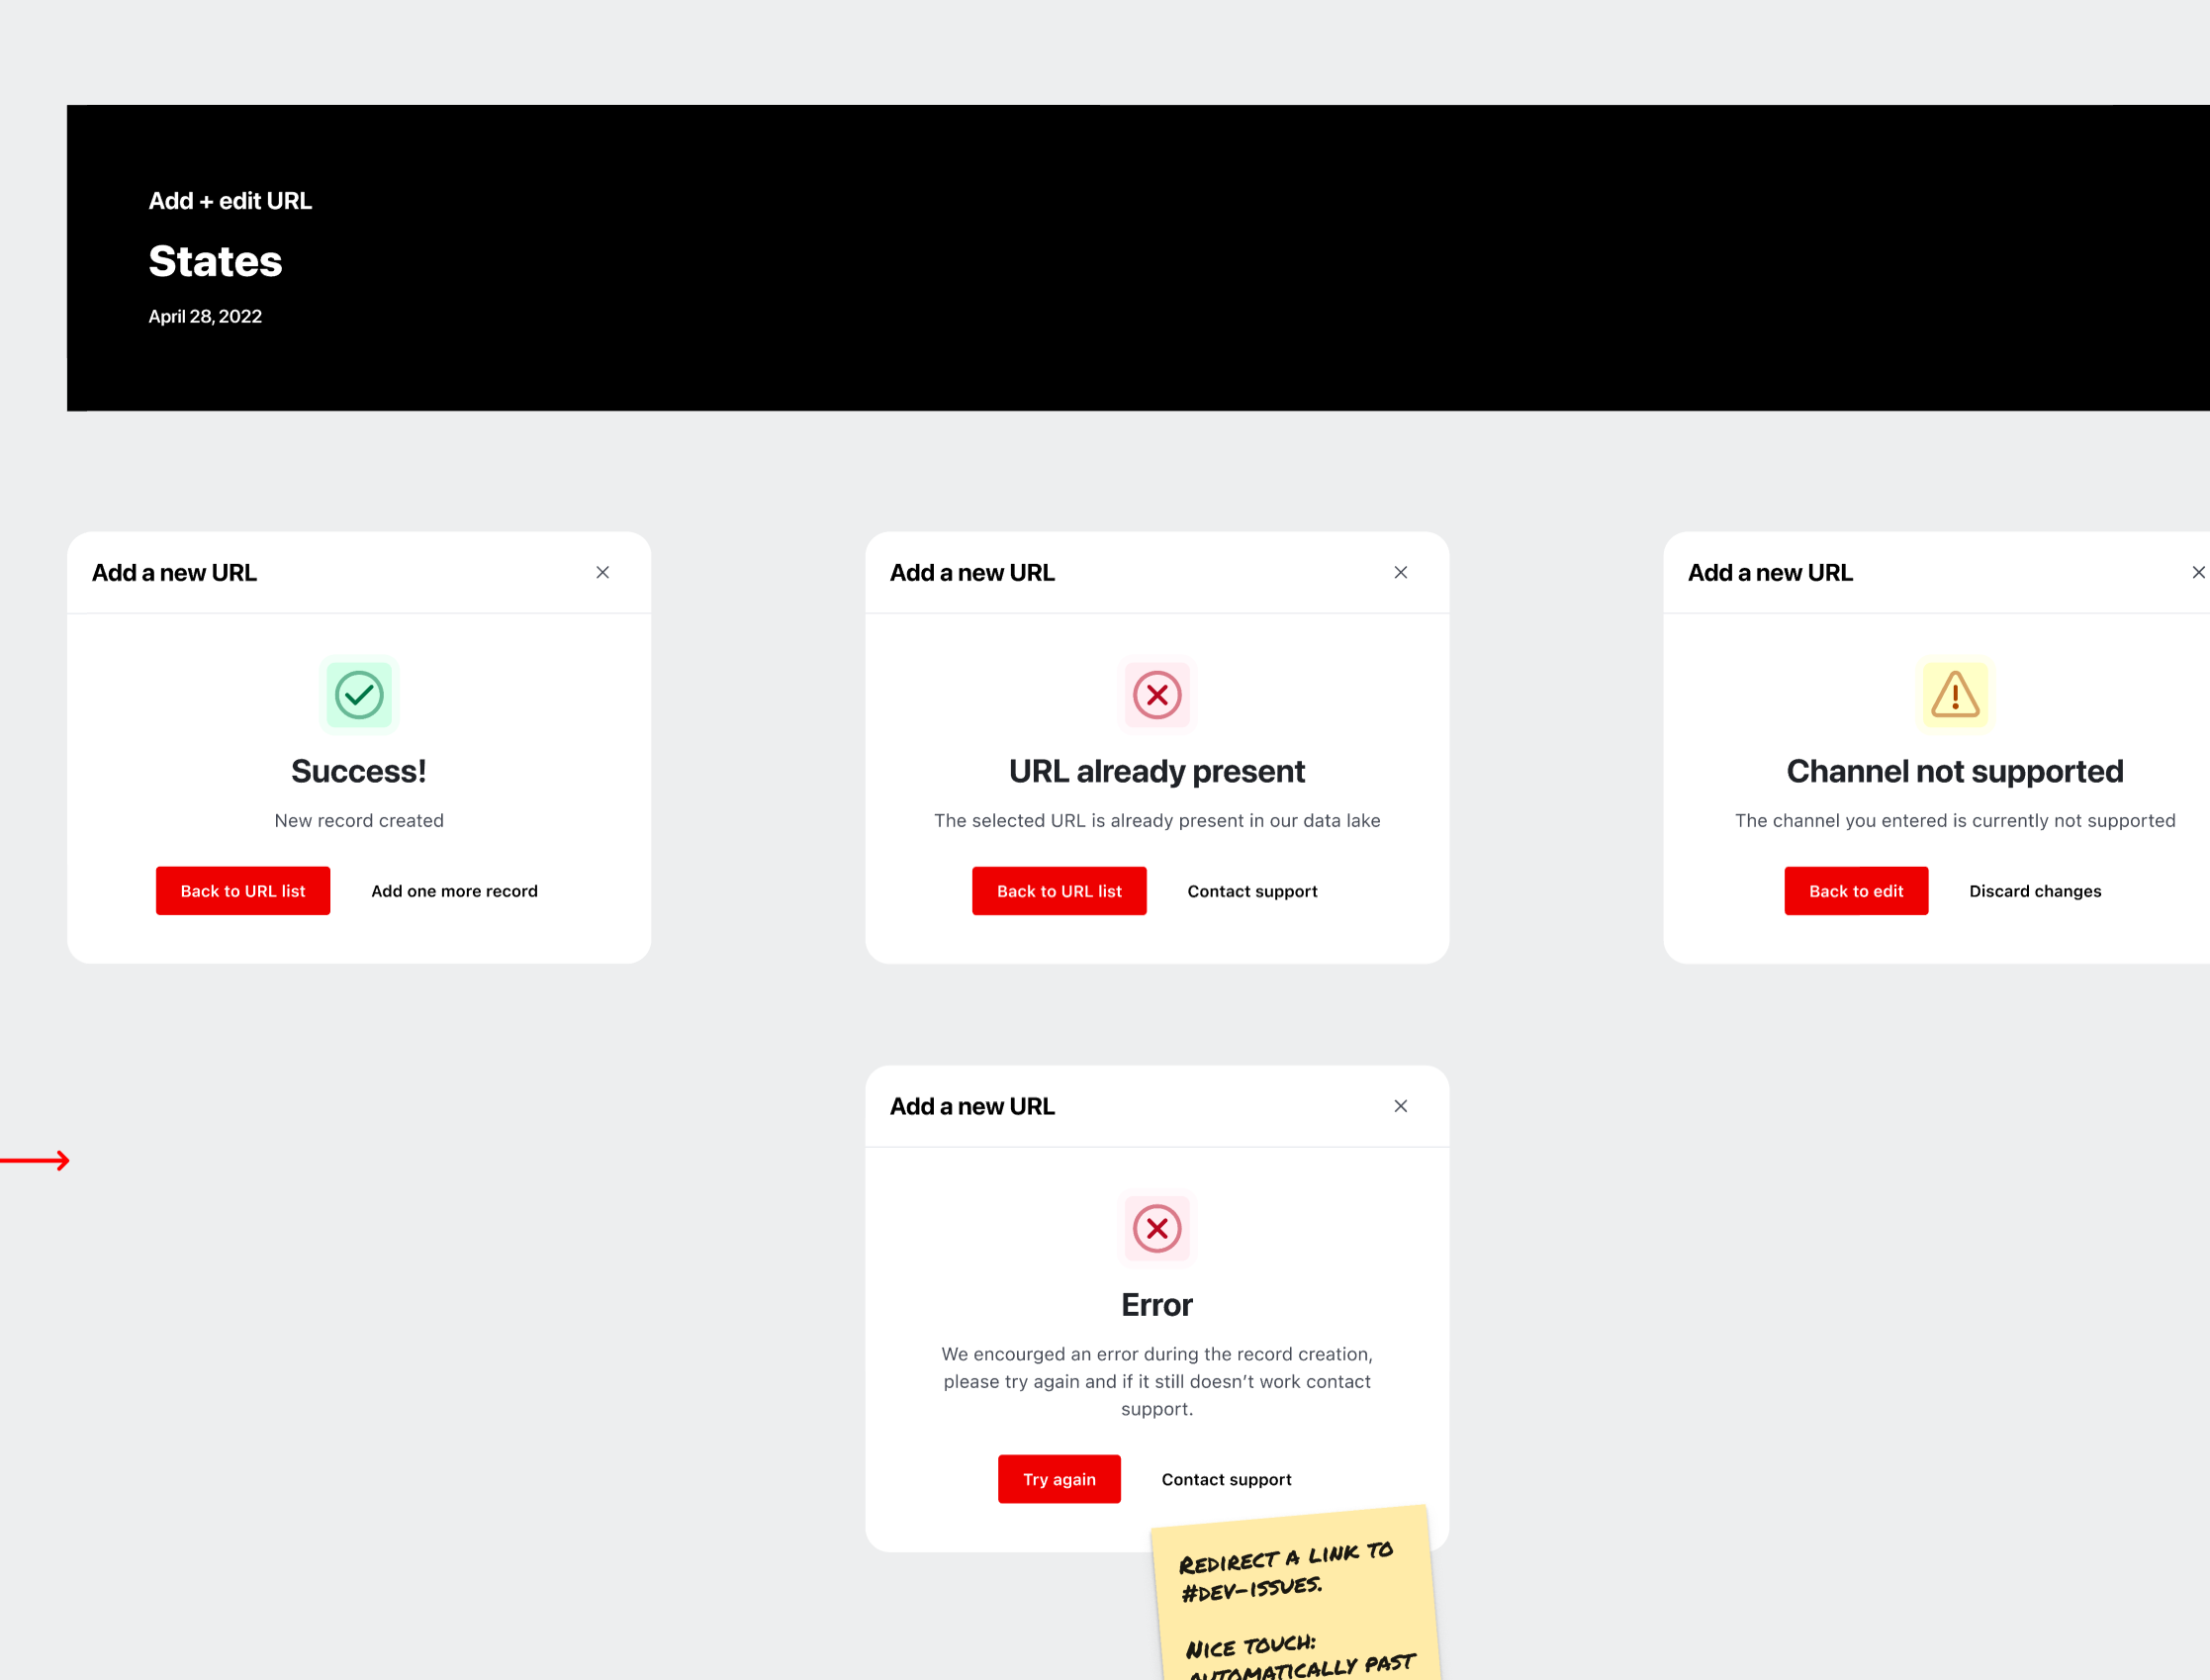 Add + edit URL
States
April 28, 2022
Add a new URL
Success!
New record created
Back to URL list
Add one more record
Add a new URL
URL already present
The selected URL is already present in our data lake
Back to URL list
Contact support
Add a new URL
Channel not supported
The channel you entered is currently not supported
Back to edit
Discard changes
Add a new URL
Error
We encourged an error during the record creation,
please try again and if it still doesn’t work contact
support.
Try again
Contact support
Redirect a link to
#dev-issues.
Nice touch:
automatically past